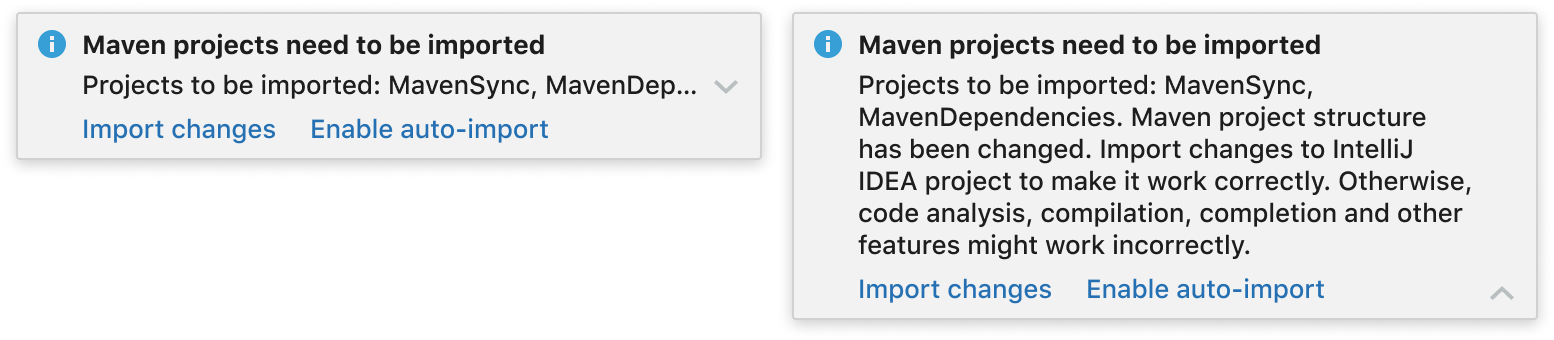 Maven projects need to be imported
Projects to be imported: MavenSync, MavenDep...
Import changes Enable auto-import
Maven projects need to be imported
Projects to be imported: MavenSync,
MavenDependencies. Maven project structure
has been changed. Import changes to IntelliJ
IDEA project to make it work correctly. Otherwise,
code analysis, compilation, completion and other
features might work incorrectly.
Import changes Enable auto-import